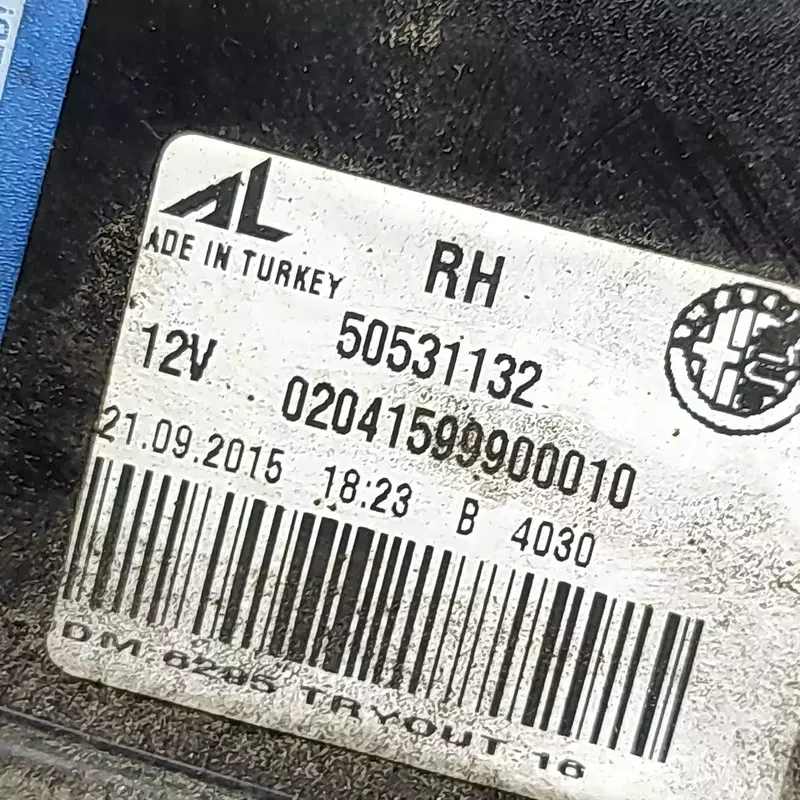 AL
ADE IN TURKEY
RH
50531132
12V
02041599900010
21.09.2015 18:23 B 4030
DM 6285 TRYOUT 16